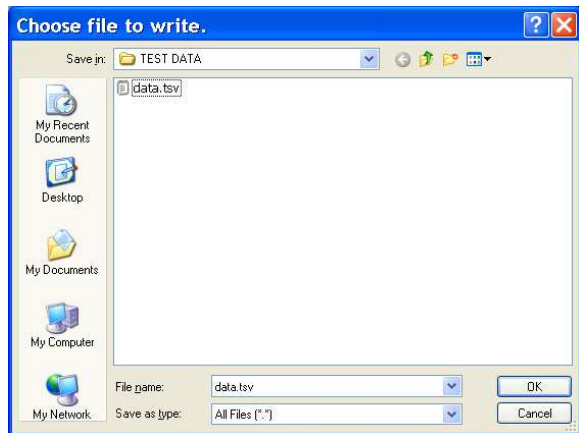 Choose file to write.
Save in:
TEST DATA
data.tsv
My Recent
Documents
Desktop
My Documents
My Computer
My Network
File name:
data.tsv
OK
Save as type:
All Files (*.*)
Cancel